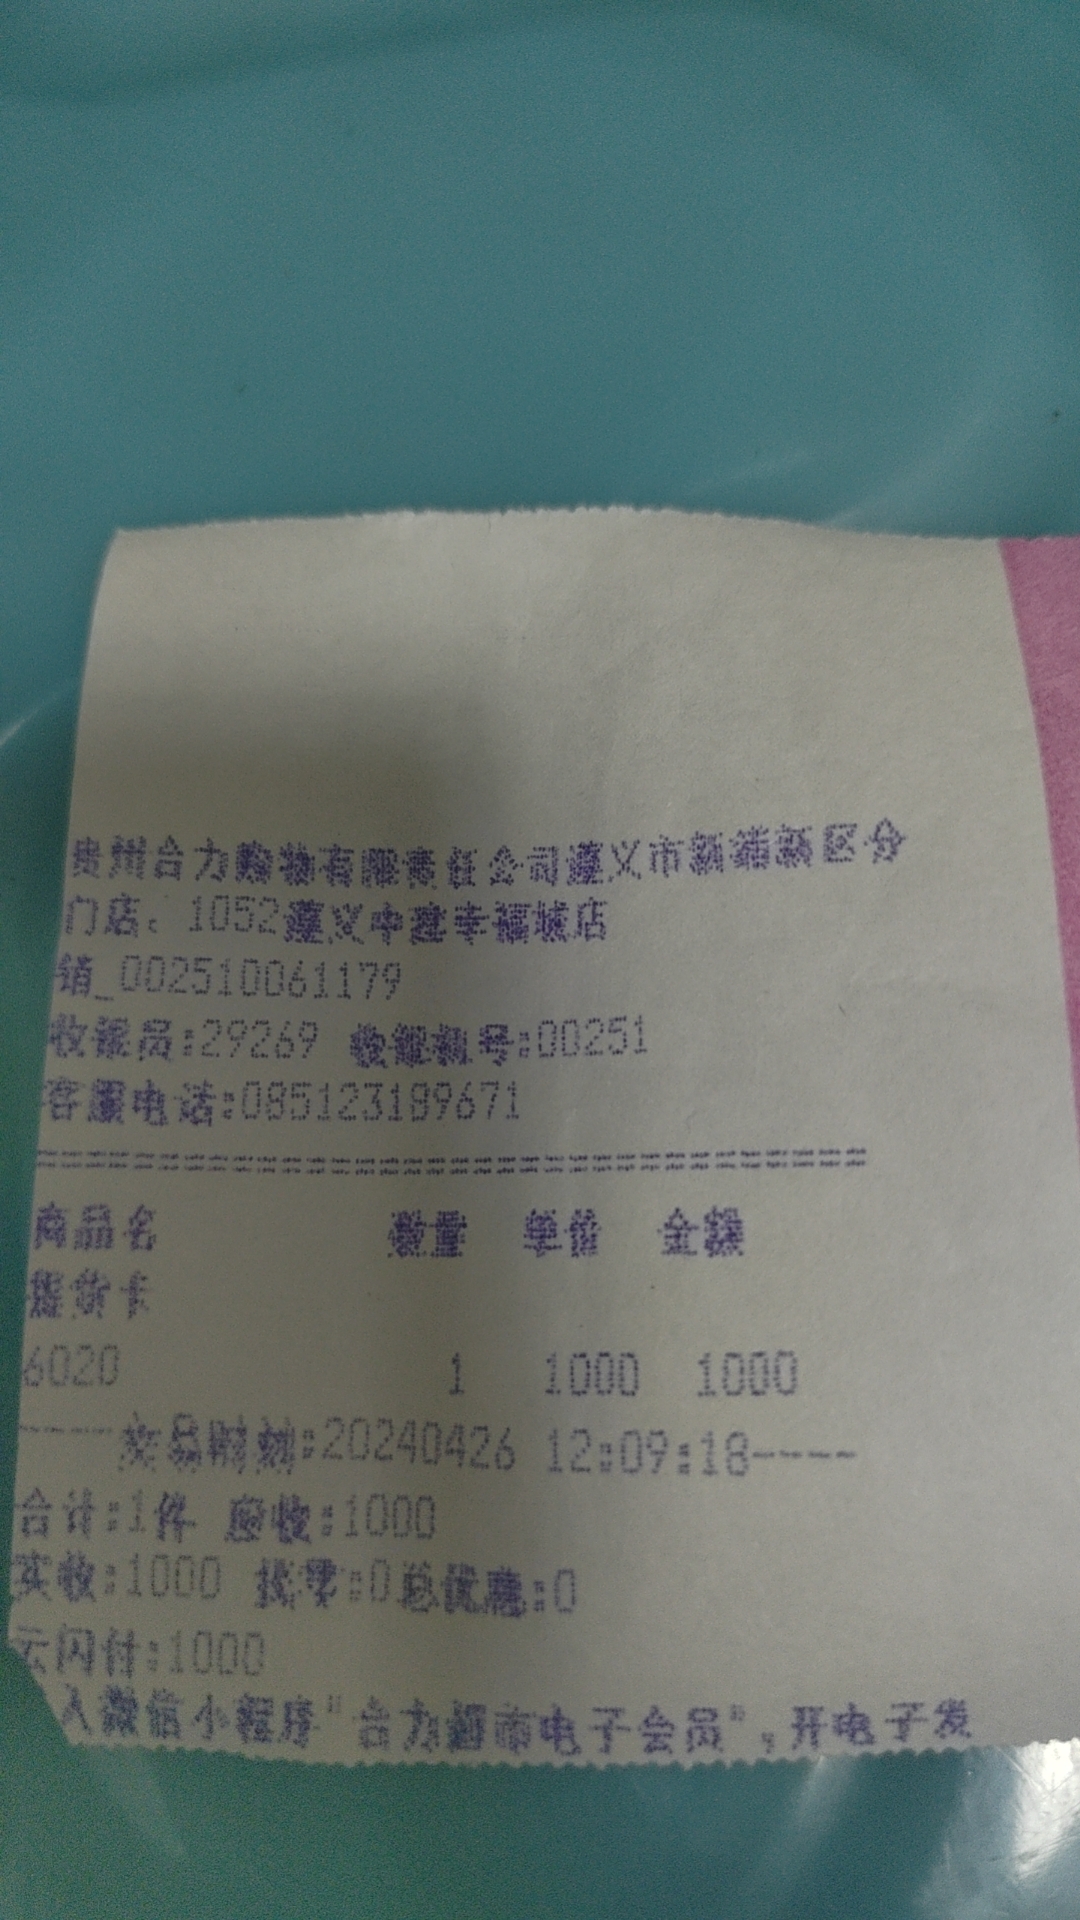 贵州合力购物有限责任公司遵义市新蒲新区分
门店: 1052遵义中建幸福城店
销_002510061179
收银员:29269 收银机号:00251
客服电话:085123189671
========================================
商品名 数量 单价 金额
提货卡
6020 1 1000 1000
-----交易时刻:20240426 12:09:18----
合计:1件 应收:1000
实收:1000 找零:0总优惠:0
云闪付:1000
入微信小程序"合力超市电子会员",开电子发